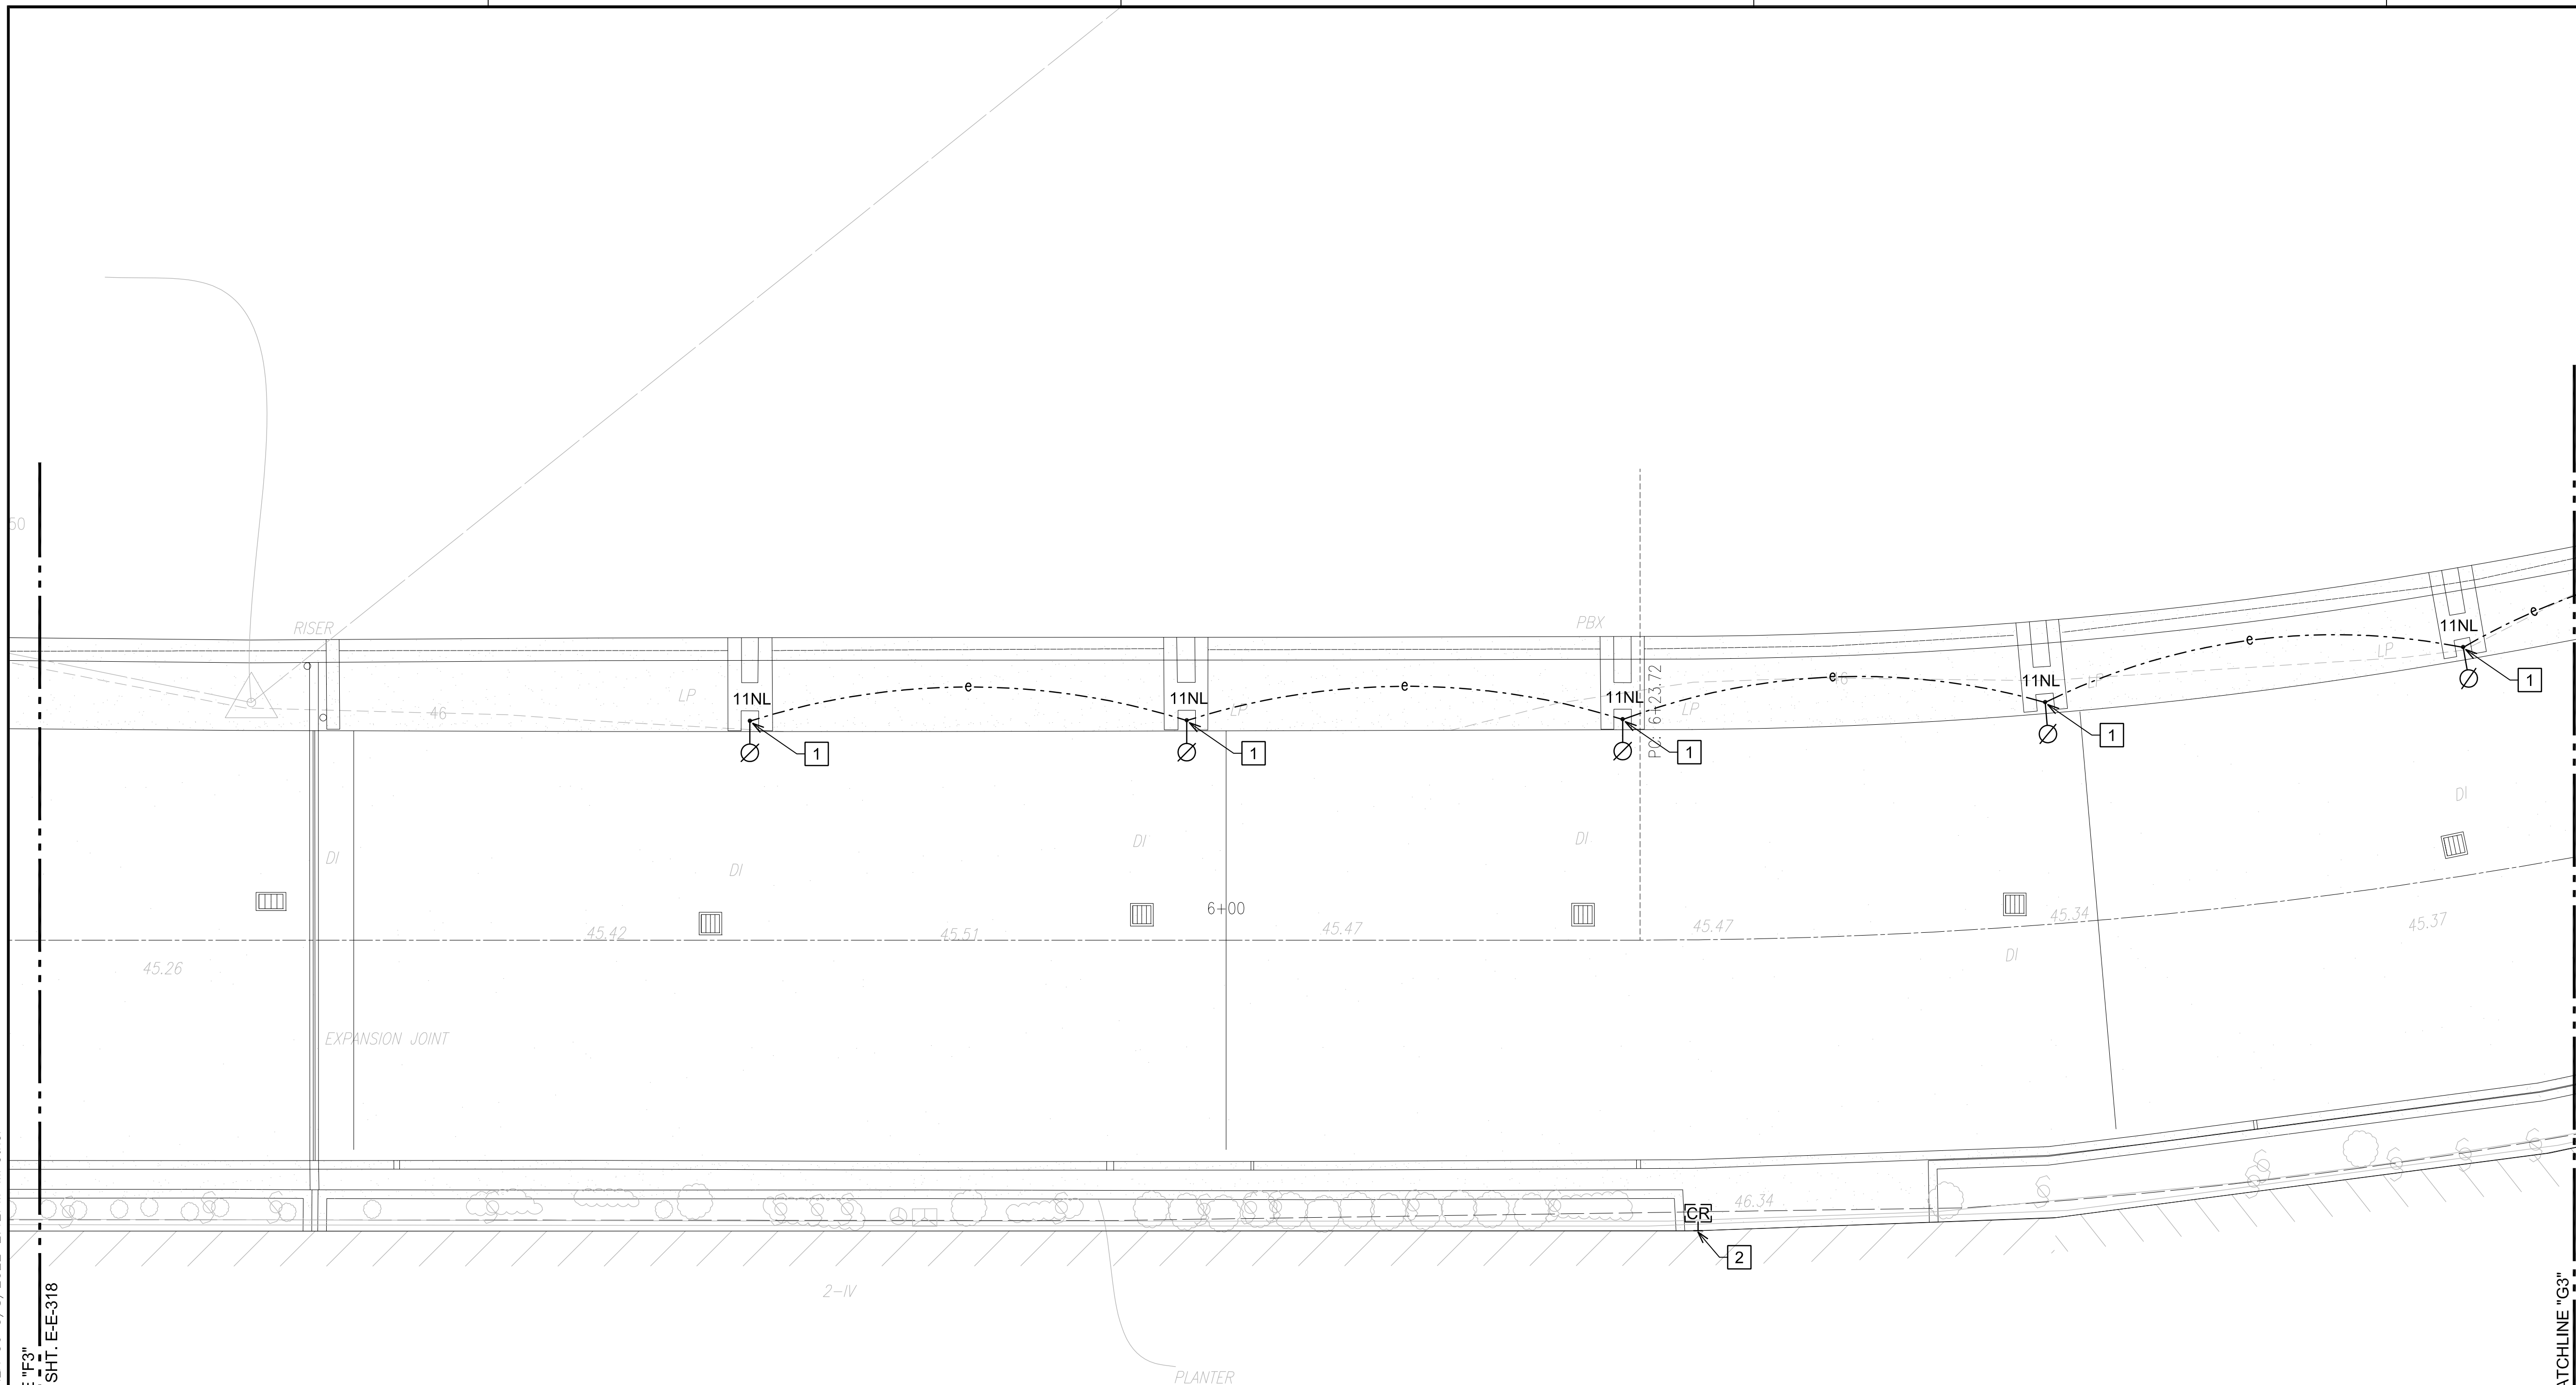 50
RISER
PBX
11NL
11NL
11NL
11NL
11NL
e
e
e
e
e
LP
LP
LP
LP
LP
46
46
1
1
1
1
1
PC: 6+23.72
DI
DI
DI
DI
DI
DI
6+00
45.26
45.42
45.51
45.47
45.47
45.34
45.37
EXPANSION JOINT
46.34
CR
2
2-IV
PLANTER
E "F3"
SHT. E-E-318
ATCHLINE "G3"